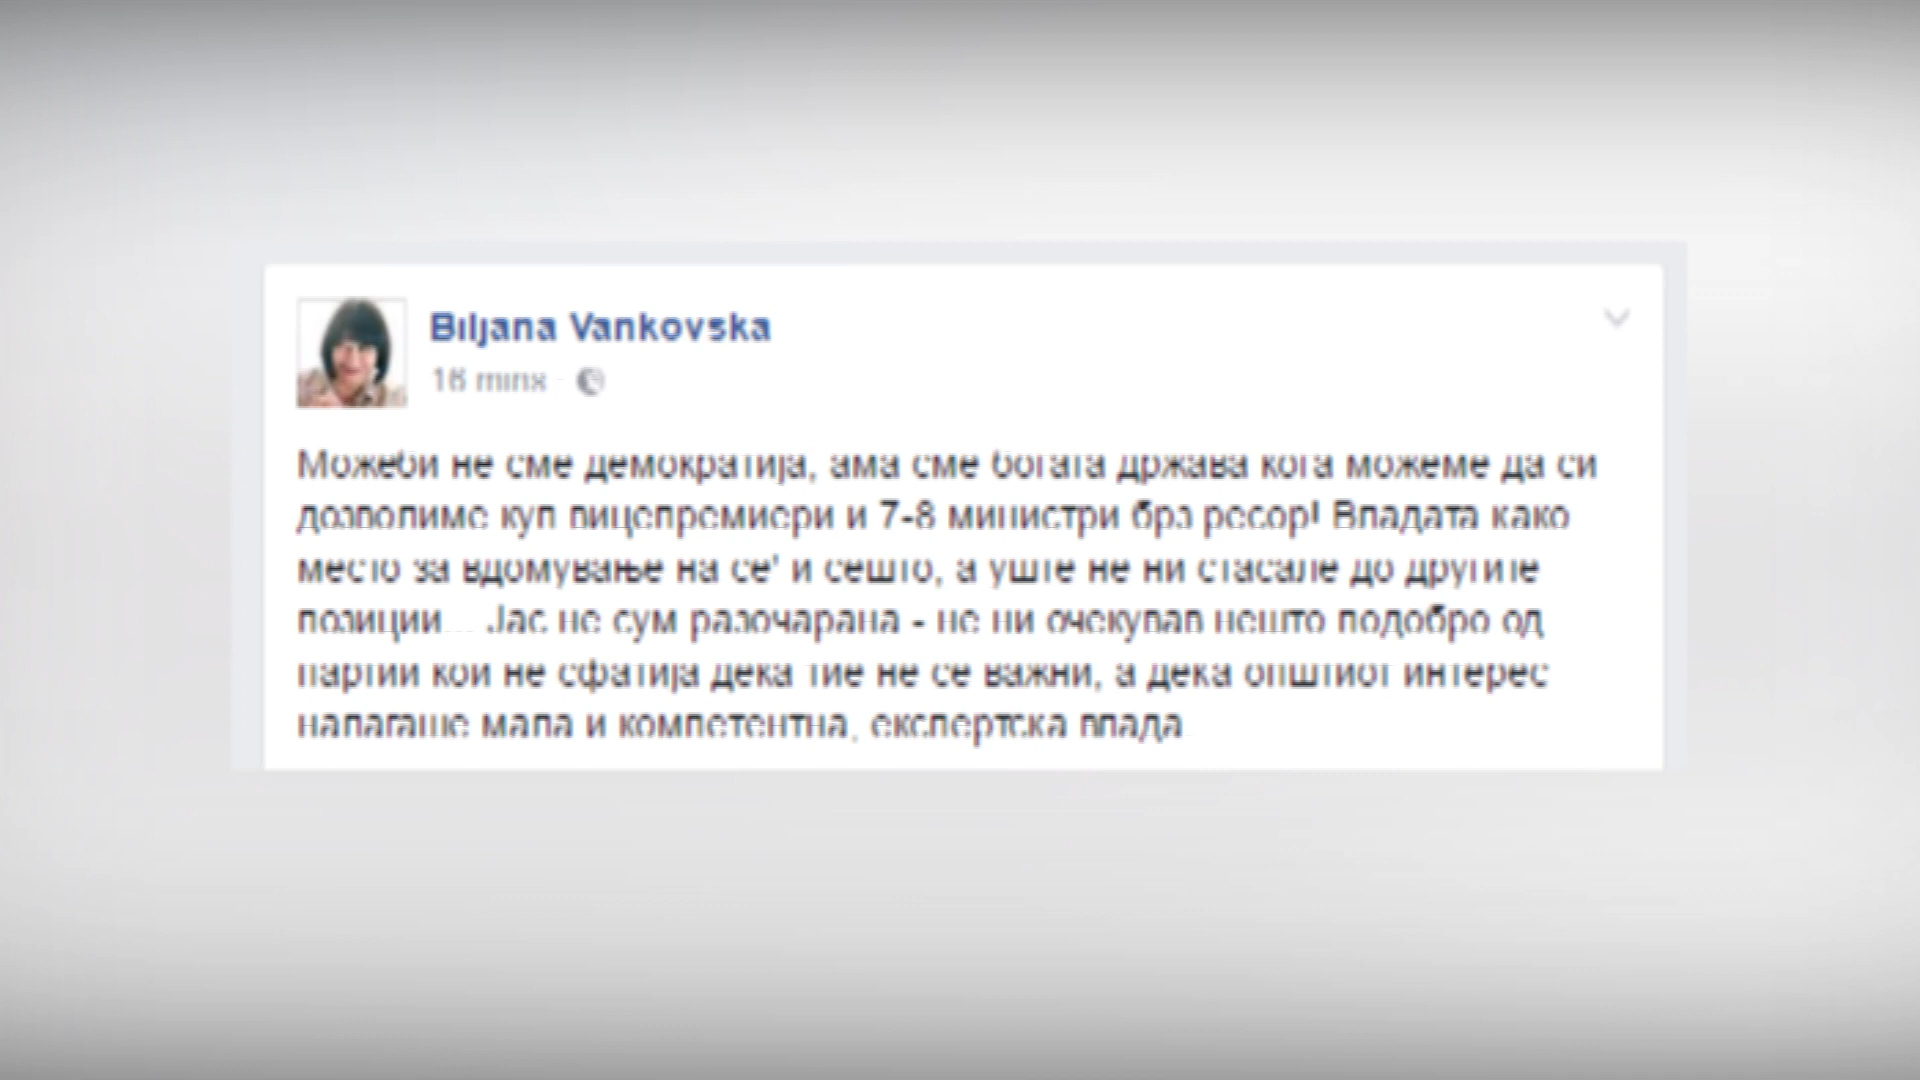 Biljana Vankovska
16 mins
Можеби не сме демократија, ама сме богата држава кога можеме да си
дозволиме куп вицепремиери и 7-8 министри без ресор! Владата како
место за вдомување на се' и сешто, а уште не ни стасале до другите
позиции... Јас не сум разочарана - не ни очекував нешто подобро од
партии кои не сфатија дека тие не се важни, а дека општиот интерес
налагаше мала и компетентна, експертска влада